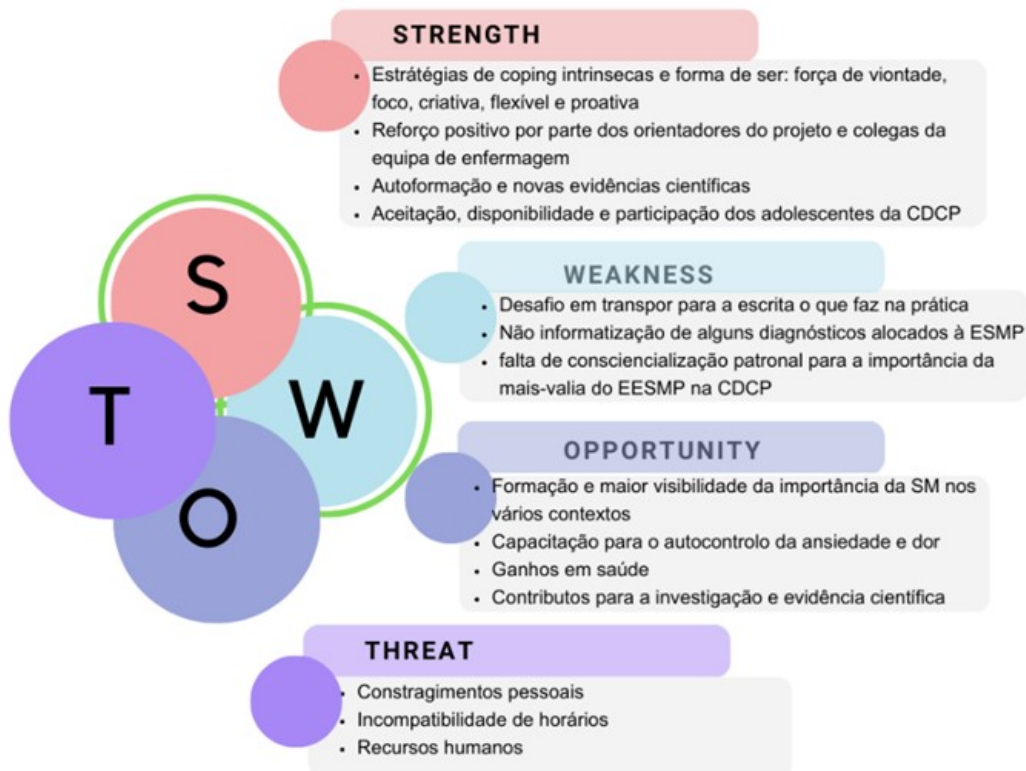 STRENGTH
• Estrátégias de coping intrinsecas e forma de ser: força de viontade,
foco, criativa, flexível e proativa
• Reforço positivo por parte dos orientadores do projeto e colegas da
equipa de enfermagem
• Autoformação e novas evidências científicas
• Aceitação, disponibilidade e participação dos adolescentes da CDCP
S
W
T
O
WEAKNESS
• Desafio em transpor para a escrita o que faz na prática
• Não informatização de alguns diagnósticos alocados à ESMP
• falta de consciencialização patronal para a importância da
mais-valia do EESMP na CDCP
OPPORTUNITY
• Formação e maior visibilidade da importância da SM nos
vários contextos
• Capacitação para o autocontrolo da ansiedade e dor
• Ganhos em saúde
• Contributos para a investigação e evidência científica
THREAT
• Constragimentos pessoais
• Incompatibilidade de horários
• Recursos humanos